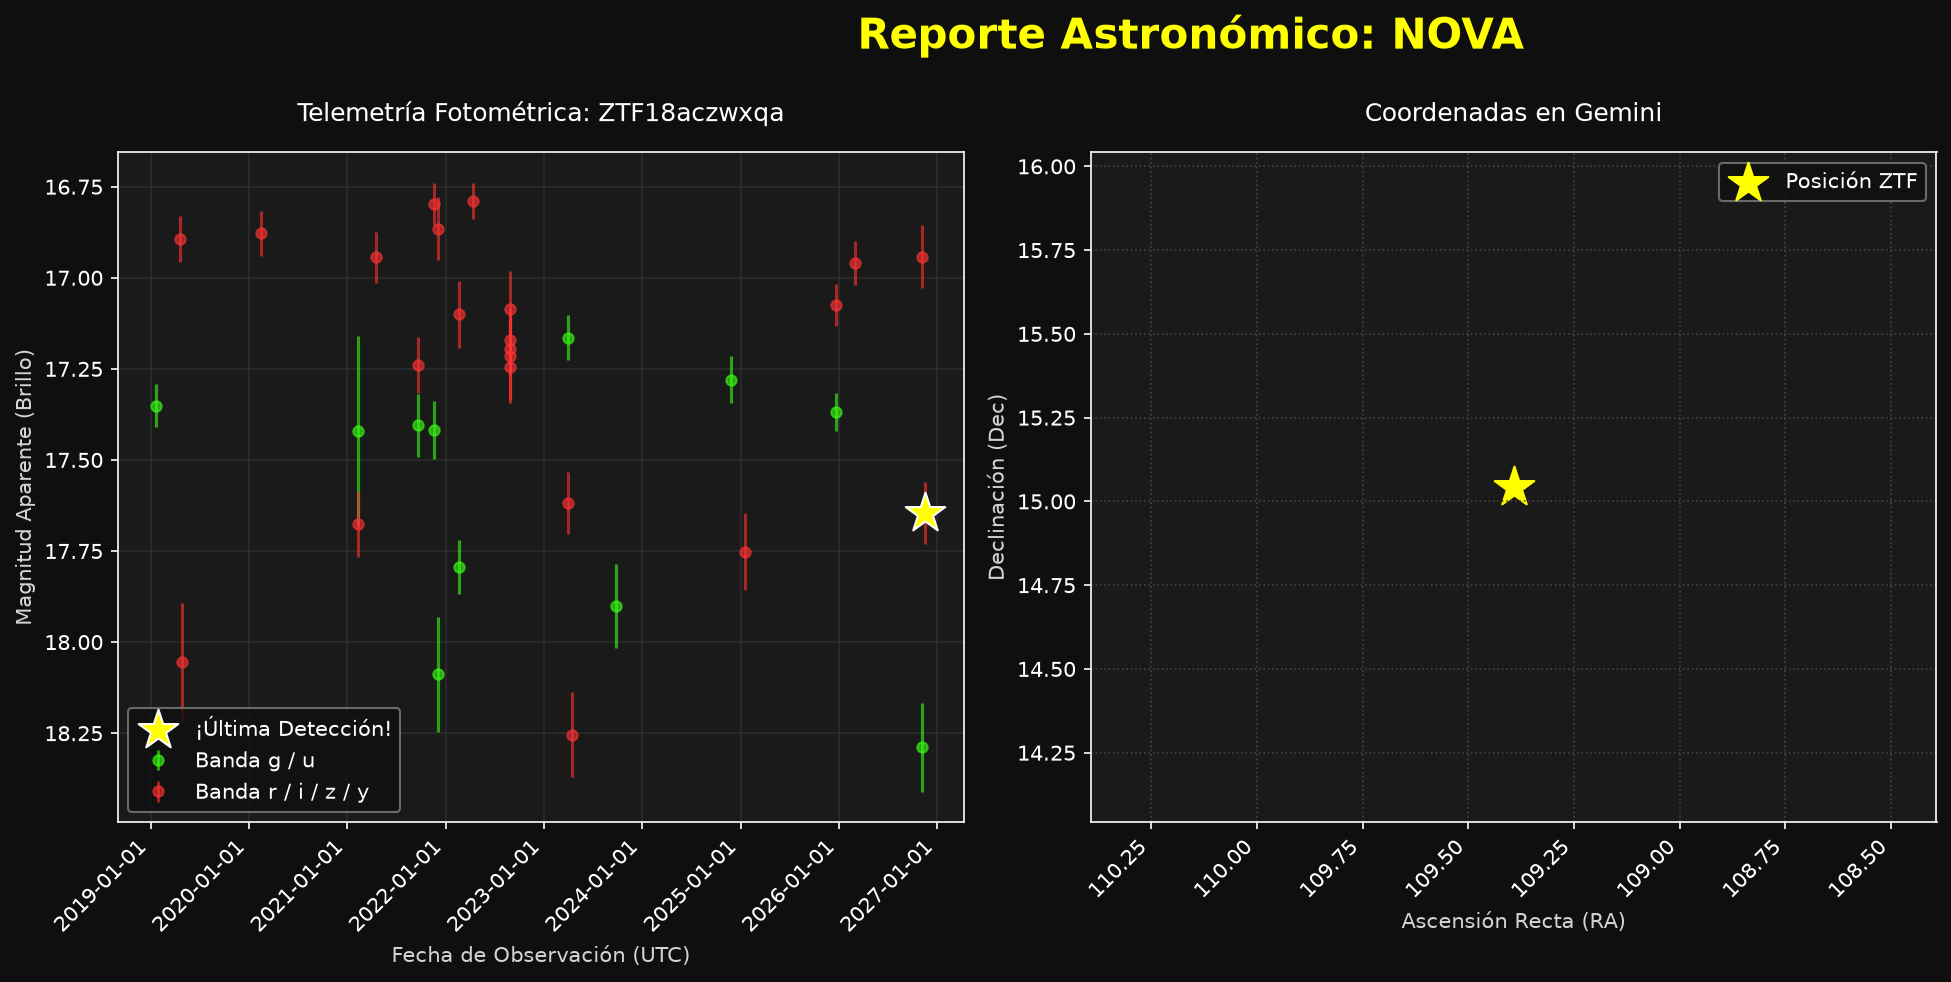 Reporte Astronómico: NOVA
Telemetría Fotométrica: ZTF18aczwxqa
Magnitud Aparente (Brillo)
16.75
17.00
17.25
17.50
17.75
18.00
18.25
¡Última Detección!
Banda g / u
Banda r / i / z / y
2019-01-01
2020-01-01
2021-01-01
2022-01-01
2023-01-01
2024-01-01
2025-01-01
2026-01-01
2027-01-01
Fecha de Observación (UTC)
Coordenadas en Gemini
Declinación (Dec)
16.00
15.75
15.50
15.25
15.00
14.75
14.50
14.25
Posición ZTF
110.25
110.00
109.75
109.50
109.25
109.00
108.75
108.50
Ascensión Recta (RA)